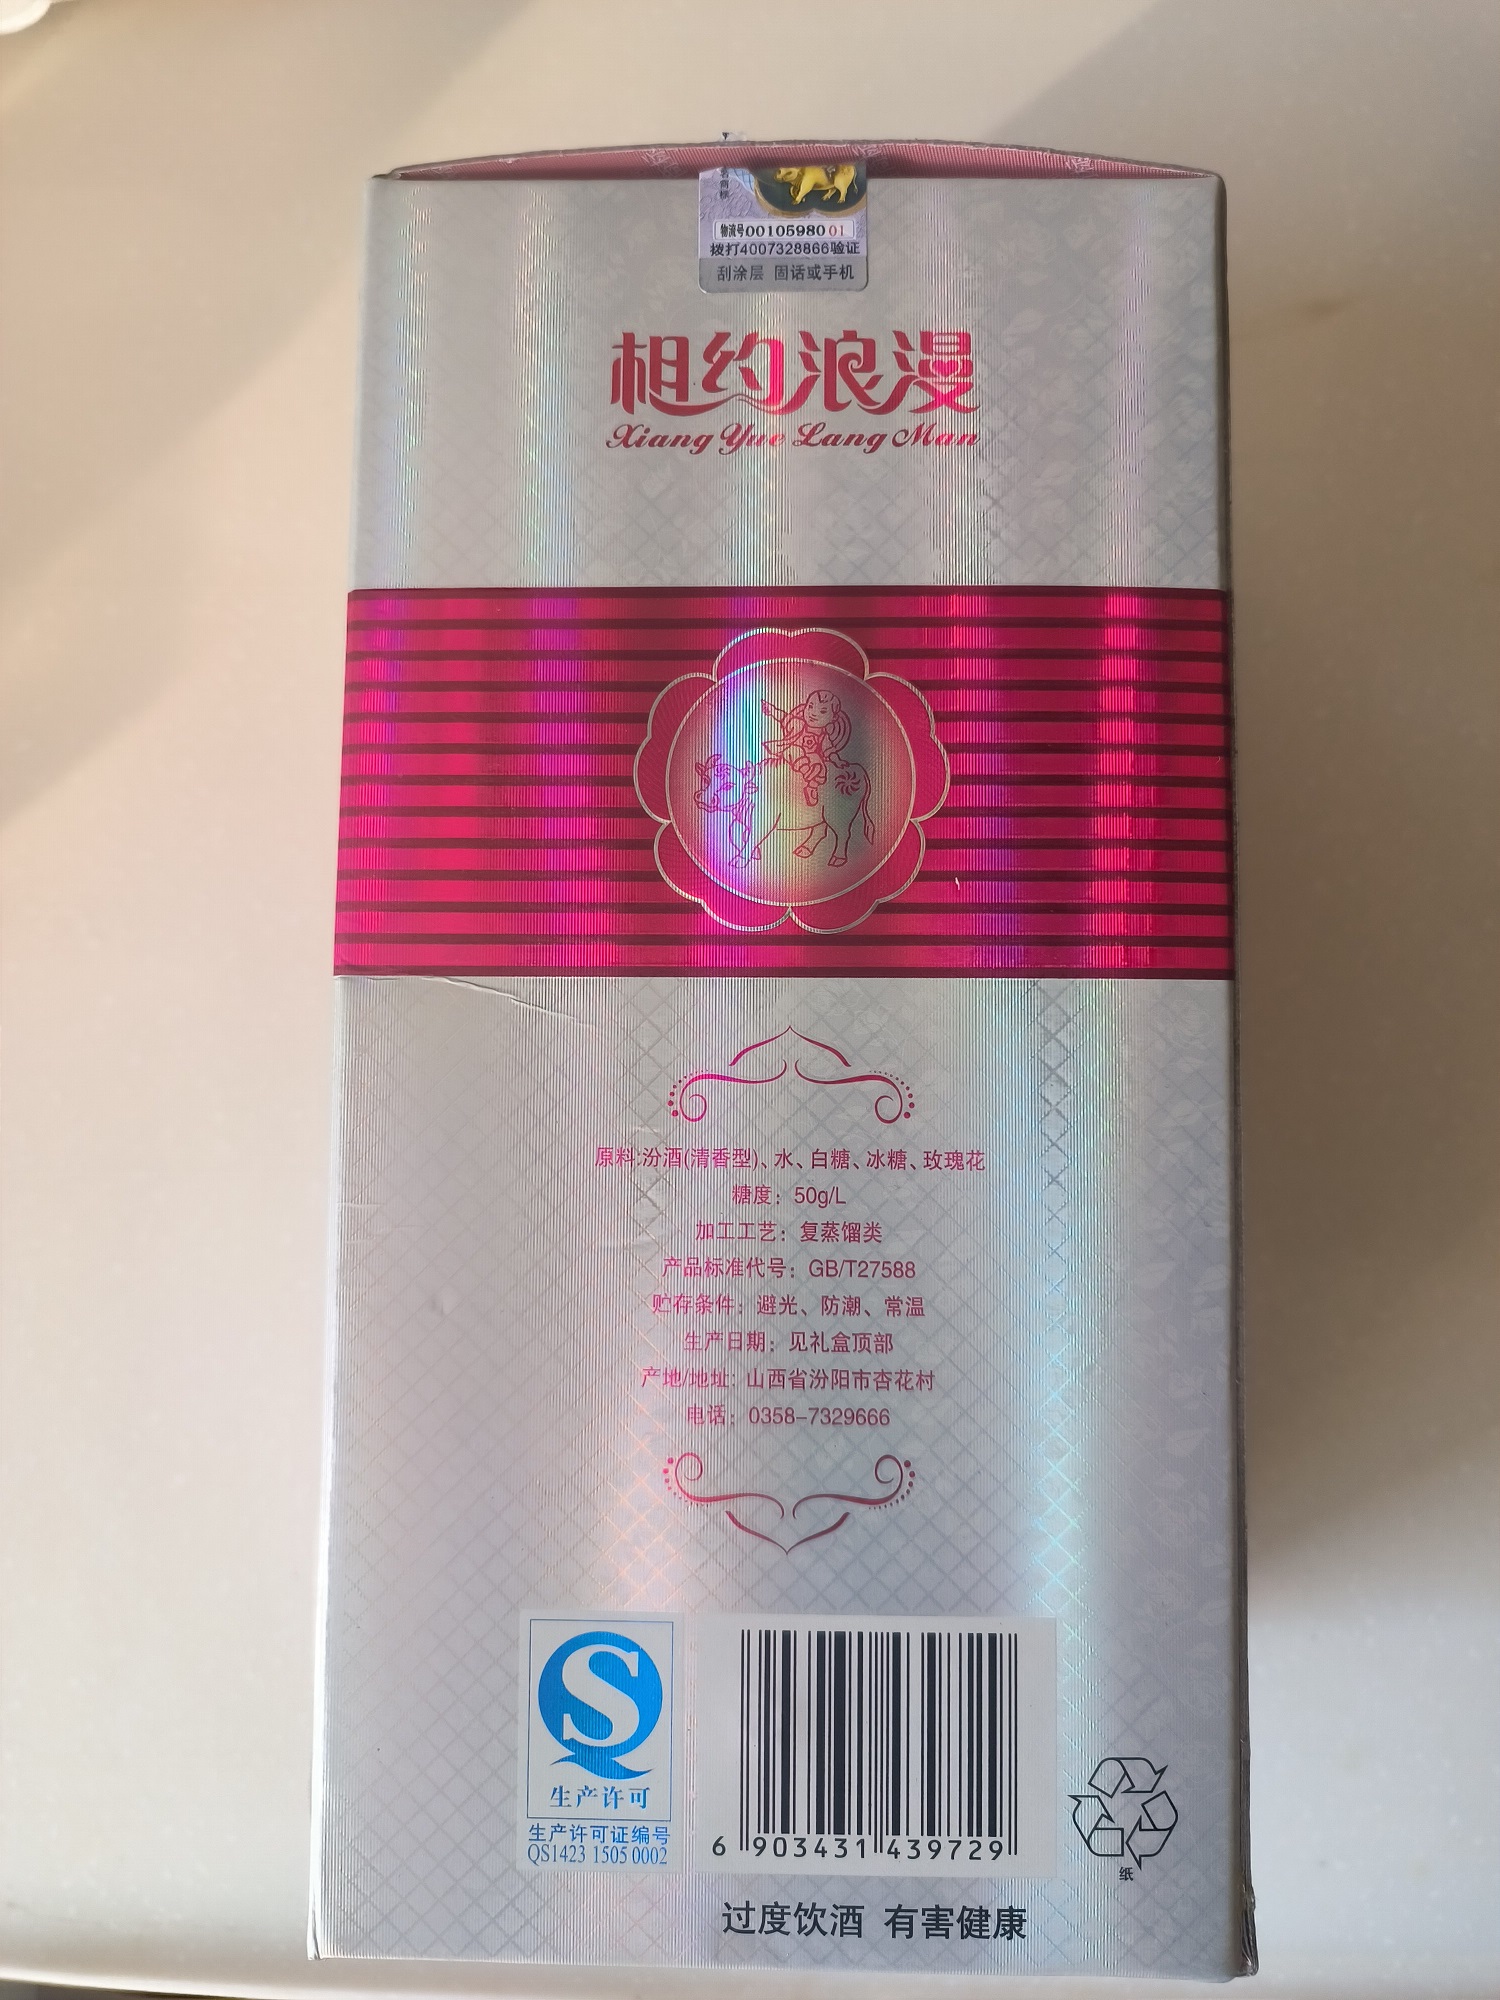 物流号0010598001
拨打4007328866验证
刮涂层 固话或手机
相约浪漫
Xiang Yue Lang Man
原料:汾酒(清香型)、水、白糖、冰糖、玫瑰花
糖度：50g/L
加工工艺：复蒸馏类
产品标准代号：GB/T27588
贮存条件：避光、防潮、常温
生产日期：见礼盒顶部
产地/地址：山西省汾阳市杏花村
电话：0358-7329666
生产许可
生产许可证编号
QS1423 1505 0002
6 903431 439729
纸
过度饮酒 有害健康